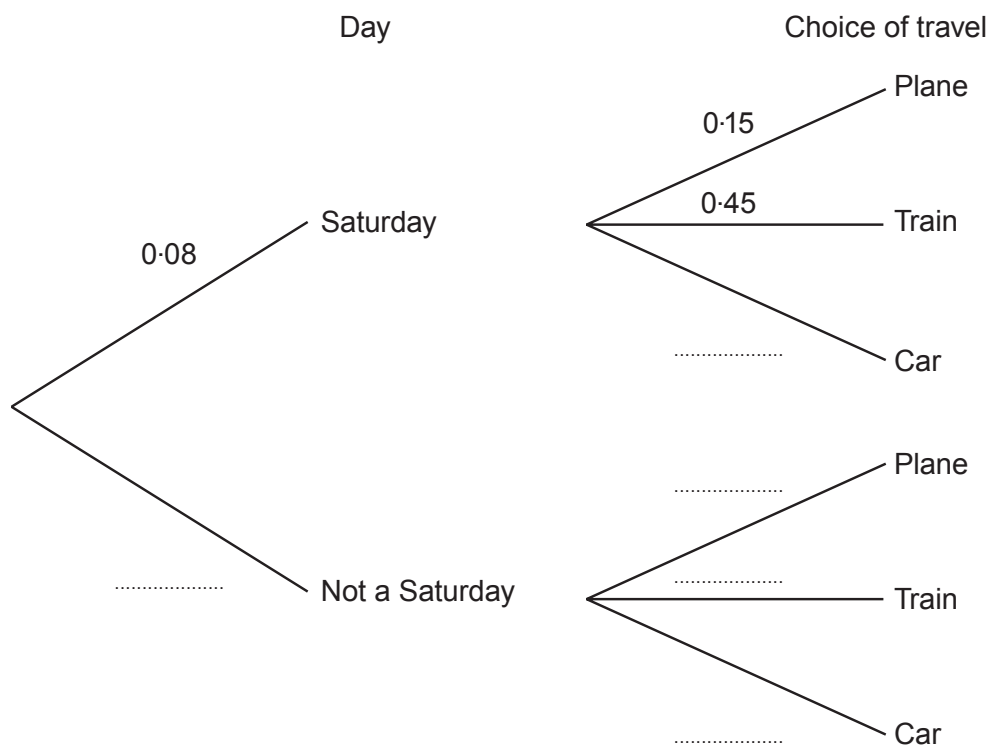 Day
Choice of travel
Plane
0·15
0·45
Saturday
Train
0·08
Car
Plane
Not a Saturday
Train
Car